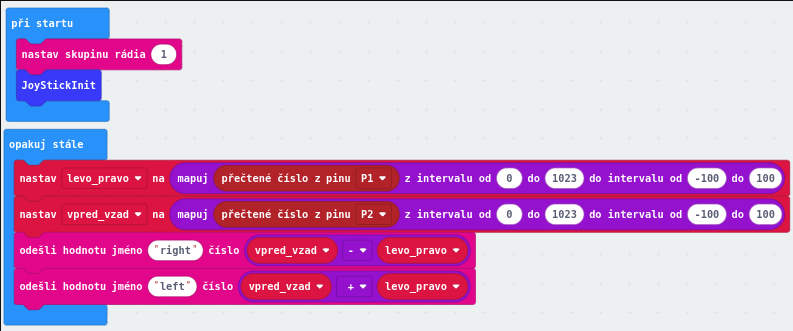 při startu
nastav skupinu rádia 1
JoyStickInit
opakuj stále
nastav levo_pravo na mapuj přečtené číslo z pinu P1 z intervalu od 0 do 1023 do intervalu od -100 do 100
nastav vpred_vzad na mapuj přečtené číslo z pinu P2 z intervalu od 0 do 1023 do intervalu od -100 do 100
odešli hodnotu jméno "right" číslo vpred_vzad - levo_pravo
odešli hodnotu jméno "left" číslo vpred_vzad + levo_pravo